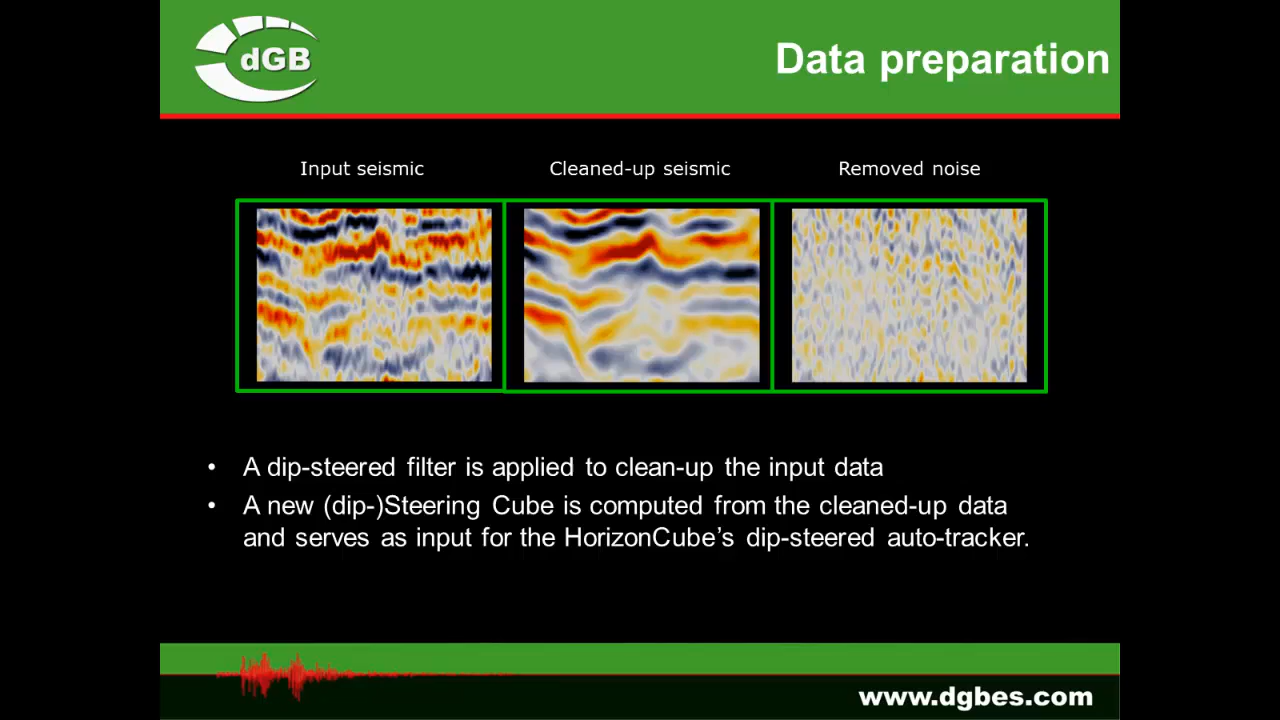 dGB
Data preparation
Input seismic
Cleaned-up seismic
Removed noise
• A dip-steered filter is applied to clean-up the input data
• A new (dip-)Steering Cube is computed from the cleaned-up data
and serves as input for the HorizonCube’s dip-steered auto-tracker.
www.dgbes.com